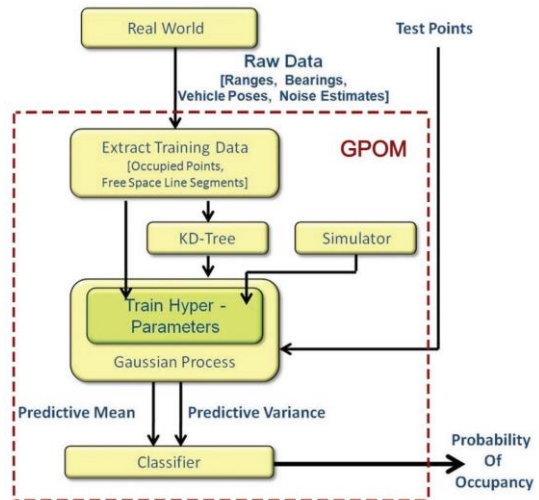 Real World
Test Points
Raw Data
[Ranges, Bearings,
Vehicle Poses, Noise Estimates]
Extract Training Data
[Occupied Points,
Free Space Line Segments]
GPOM
KD-Tree
Simulator
Train Hyper -
Parameters
Gaussian Process
Predictive Mean
Predictive Variance
Classifier
Probability
Of
Occupancy